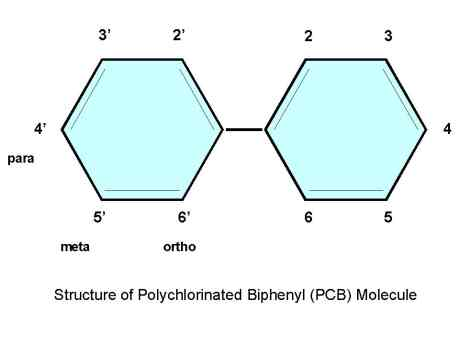 3’ 2’ 2 3
4’ 4
para
5’ 6’ 6 5
meta ortho
Structure of Polychlorinated Biphenyl (PCB) Molecule